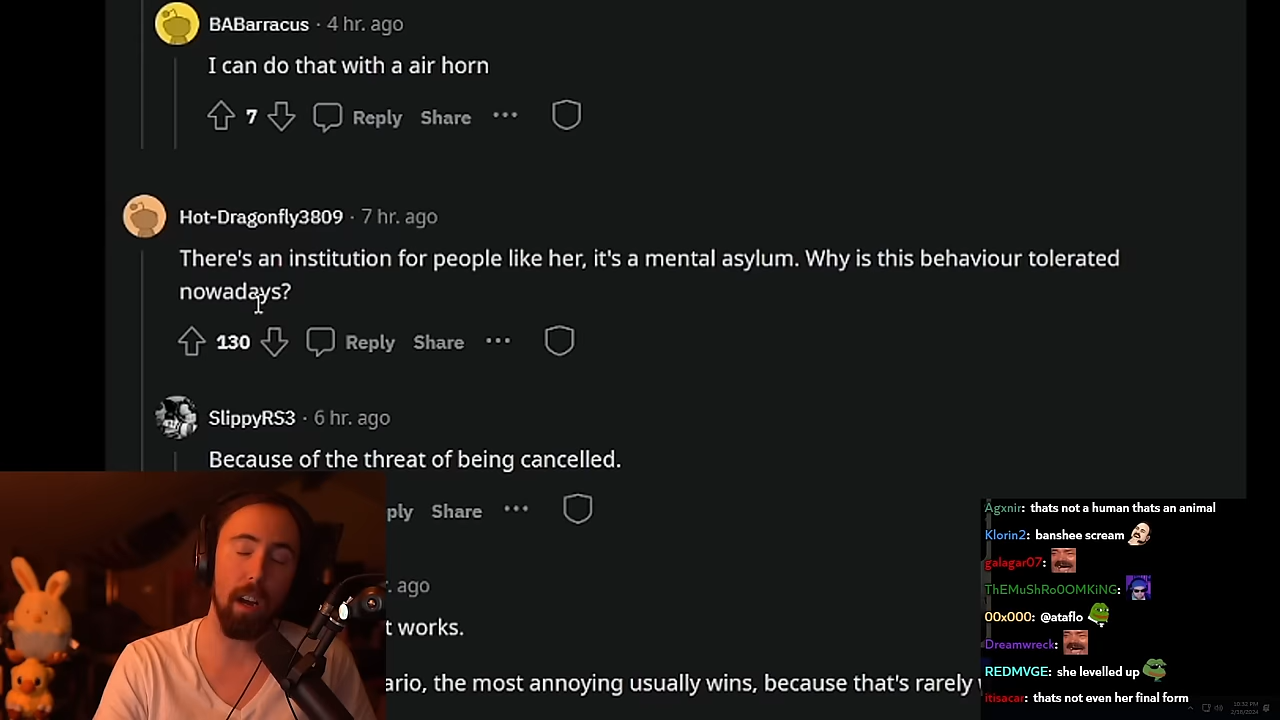 BABarracus · 4 hr. ago
I can do that with a air horn
7 Reply Share
Hot-Dragonfly3809 · 7 hr. ago
There's an institution for people like her, it's a mental asylum. Why is this behaviour tolerated
nowadays?
130 Reply Share
SlippyRS3 · 6 hr. ago
Because of the threat of being cancelled.
ply Share
. ago
t works.
ario, the most annoying usually wins, because that's rarely
Agxnir: thats not a human thats an animal
Klorin2: banshee scream
galagar07:
ThEMuShRo0OMKiNG:
00x000: @ataflo
Dreamwreck:
REDMVGE: she levelled up
itisacar: thats not even her final form
10:32 PM